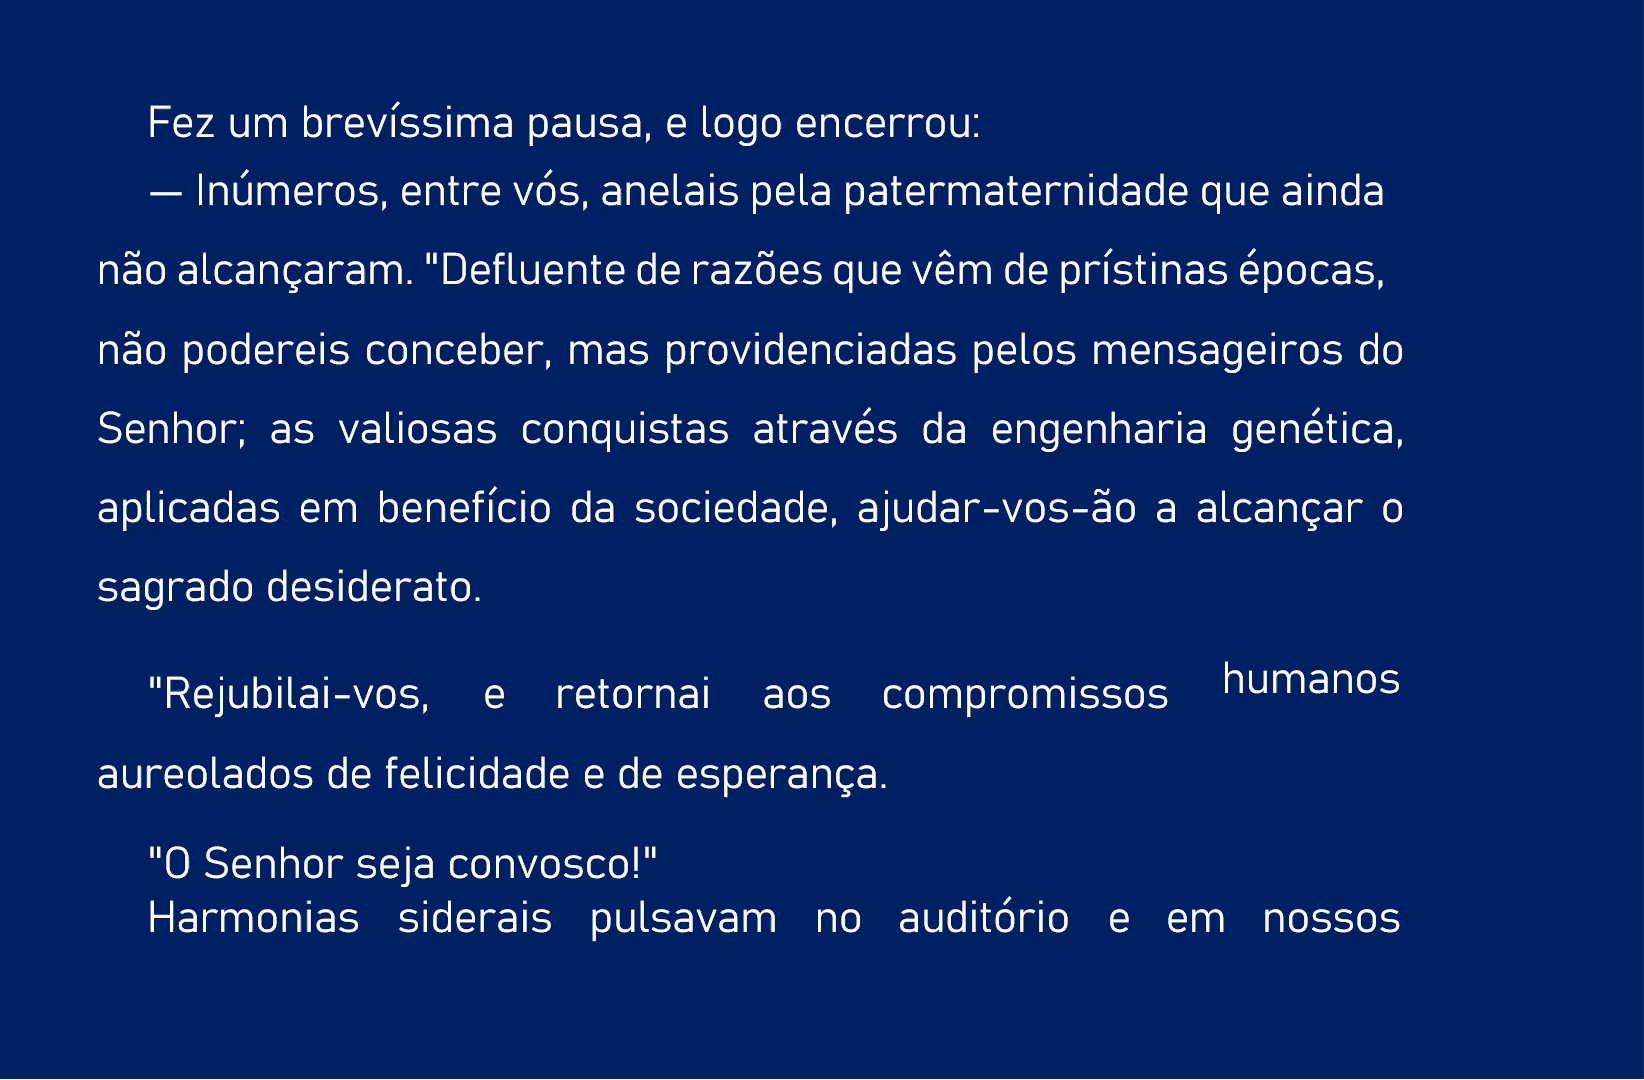 Fez um brevíssima pausa, e logo encerrou:
— Inúmeros, entre vós, anelais pela patermaternidade que ainda
não alcançaram. "Defluente de razões que vêm de prístinas épocas,
não podereis conceber, mas providenciadas pelos mensageiros do
Senhor; as valiosas conquistas através da engenharia genética,
aplicadas em benefício da sociedade, ajudar-vos-ão a alcançar o
sagrado desiderato.
"Rejubilai-vos, e retornai aos compromissos humanos
aureolados de felicidade e de esperança.
"O Senhor seja convosco!"
Harmonias siderais pulsavam no auditório e em nossos